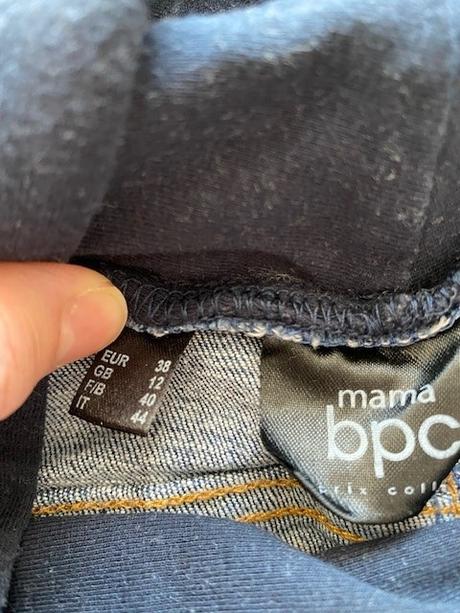 EUR 38
GB 12
F/B 40
IT 44
mama
bpc